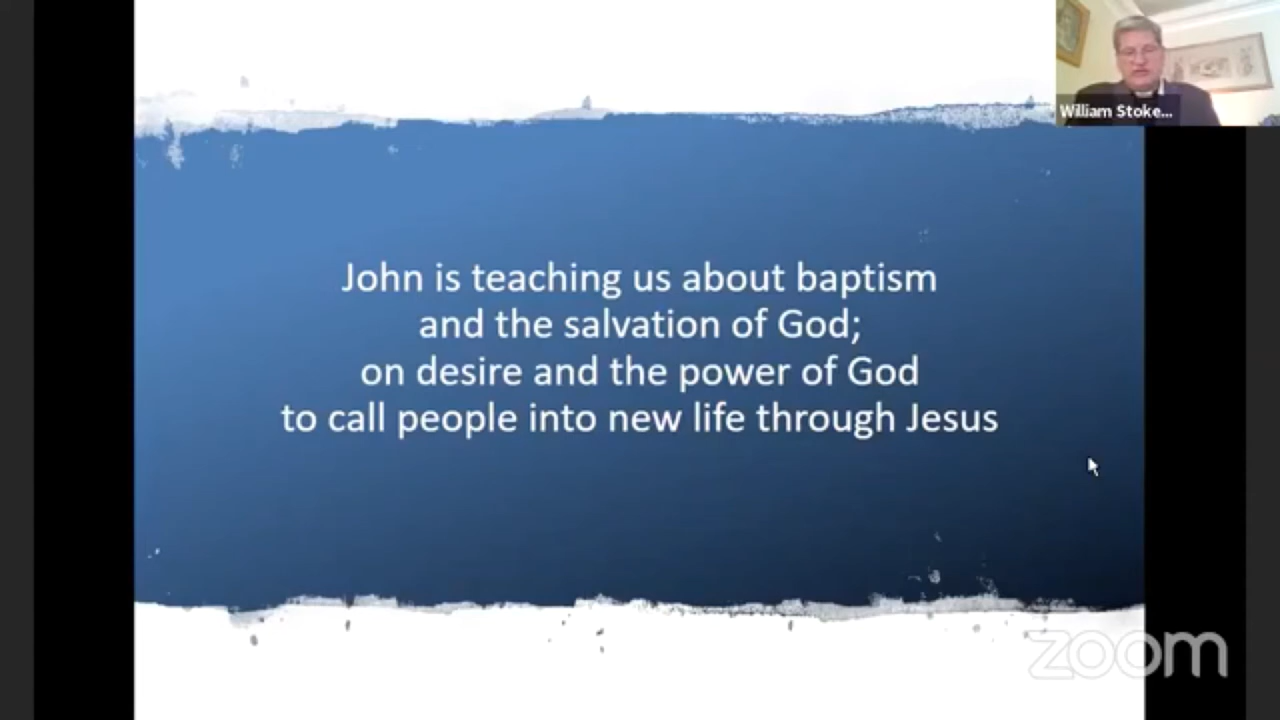 William Stoke...
John is teaching us about baptism
and the salvation of God;
on desire and the power of God
to call people into new life through Jesus
zoom